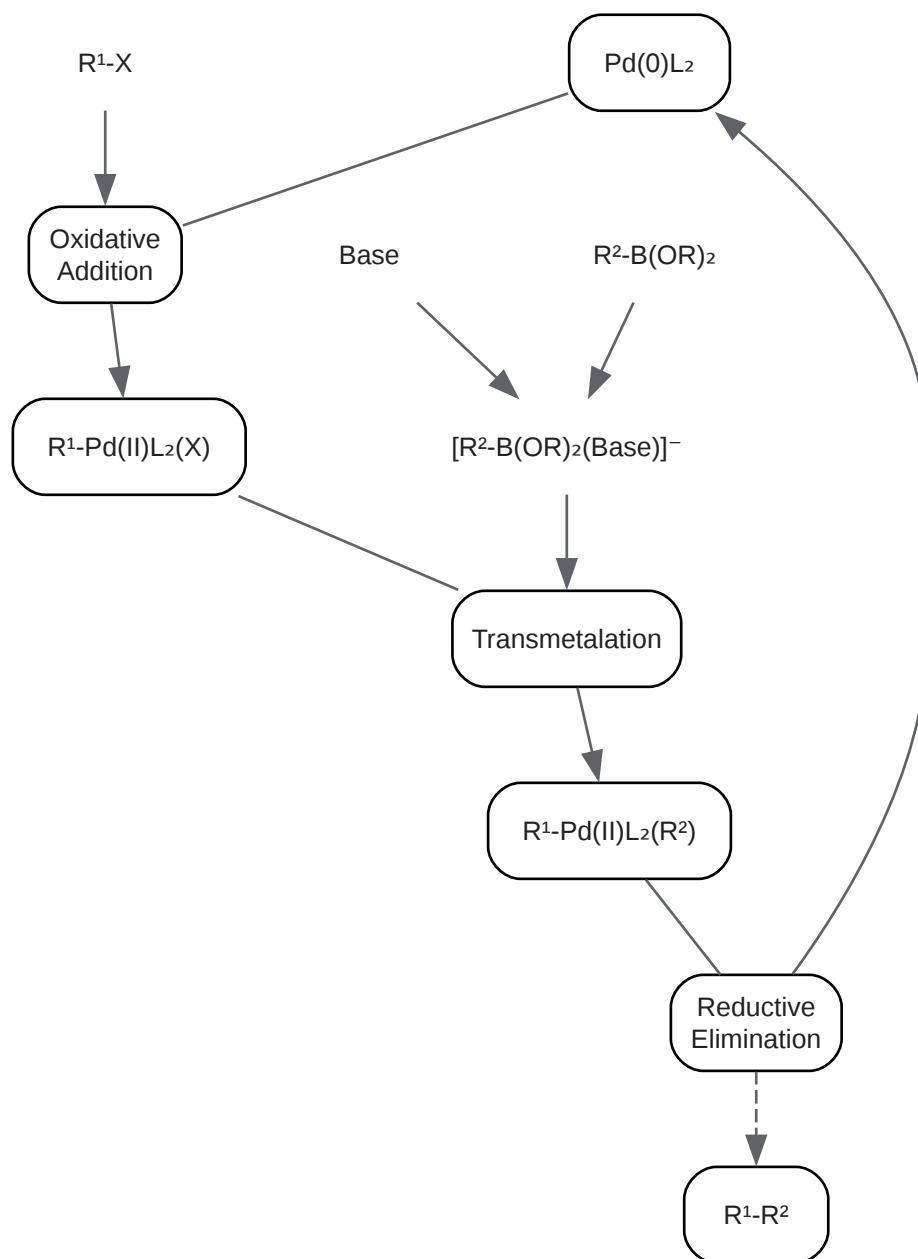 R¹-X
Pd(0)L₂
Oxidative
Addition
Base
R²-B(OR)₂
R¹-Pd(II)L₂(X)
[R²-B(OR)₂(Base)]⁻
Transmetalation
R¹-Pd(II)L₂(R²)
Reductive
Elimination
R¹-R²